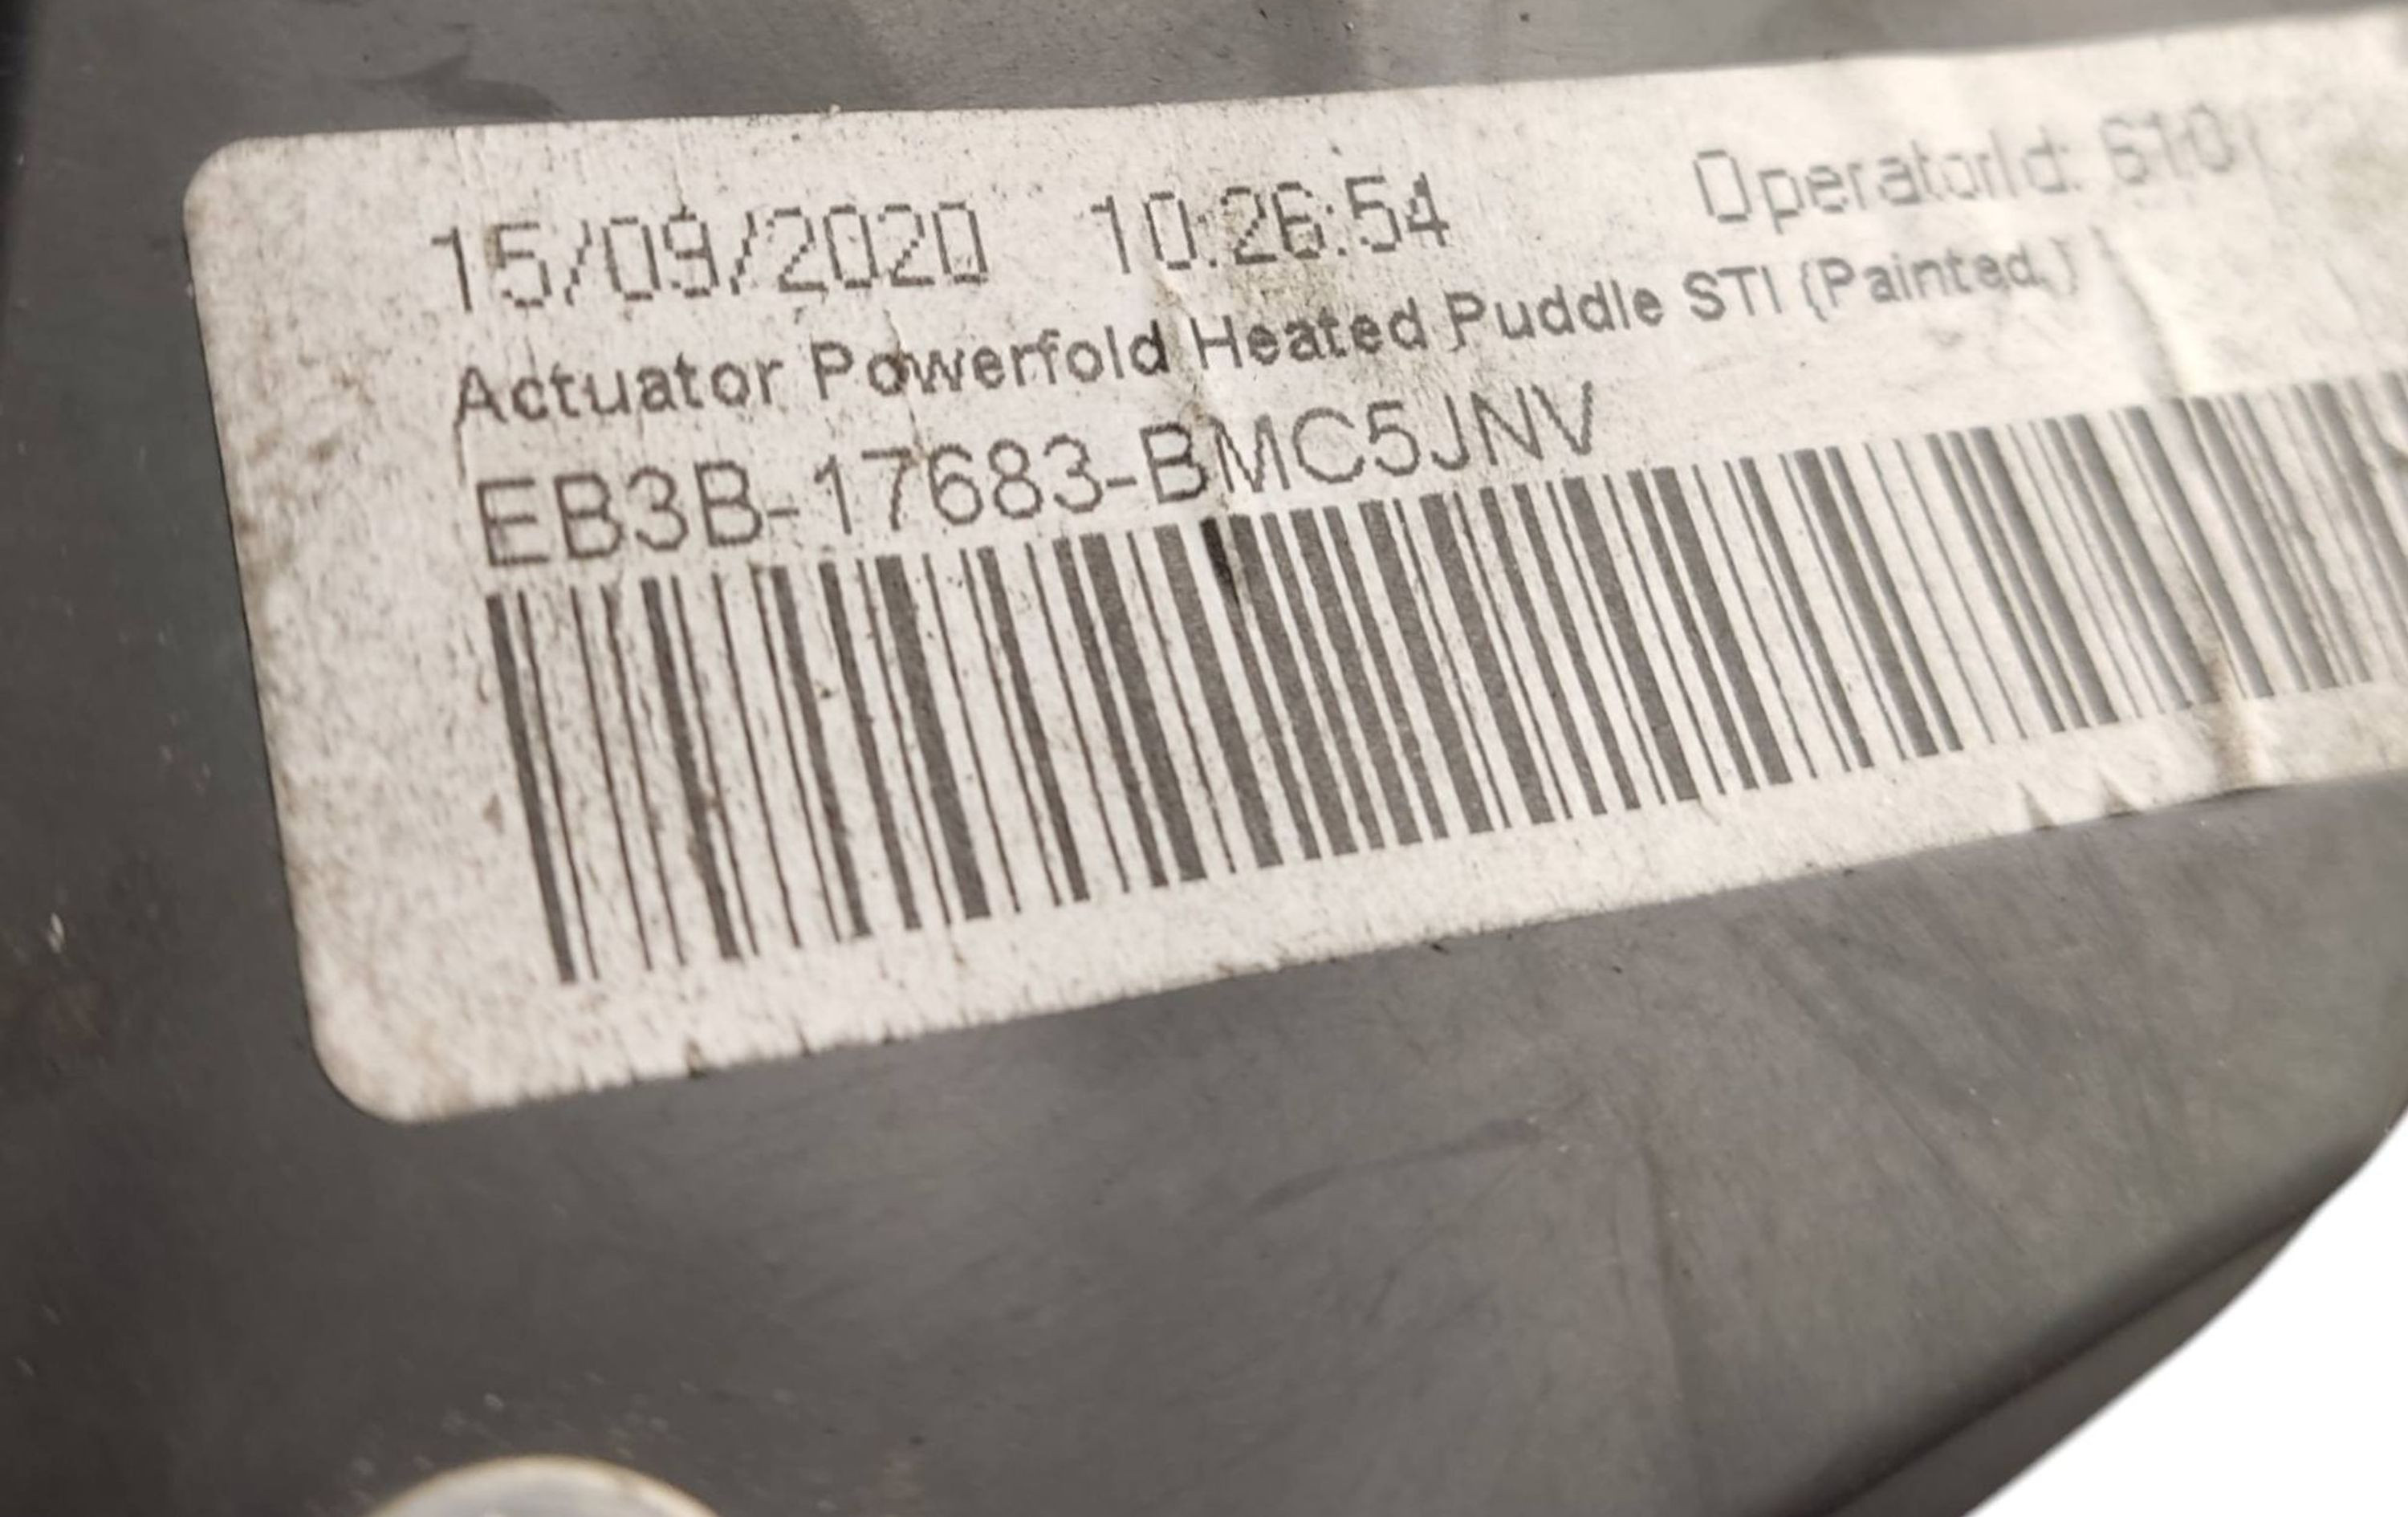 15/09/2020 10:26:54 OperatorId: 610
Actuator Powerfold Heated Puddle STI (Painted,)
EB3B-17683-BMC5JNV